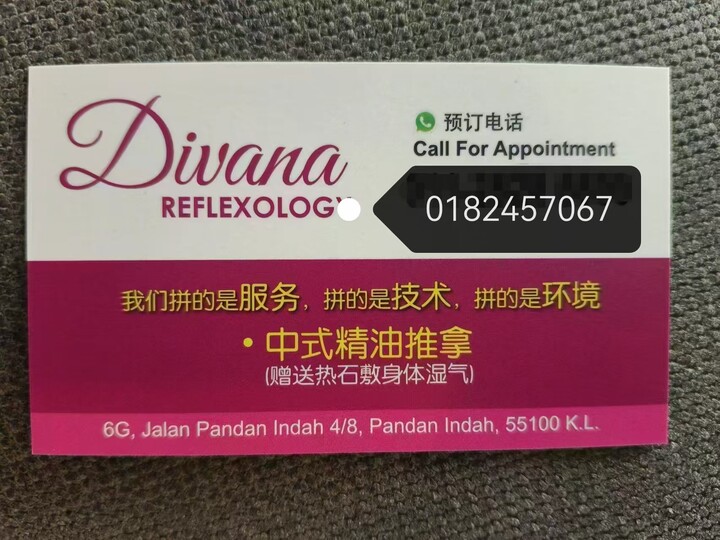 Divana
REFLEXOLOGY
预订电话
Call For Appointment
0182457067
我们拼的是服务，拼的是技术，拼的是环境
• 中式精油推拿
(赠送热石敷身体湿气)
6G, Jalan Pandan Indah 4/8, Pandan Indah, 55100 K.L.